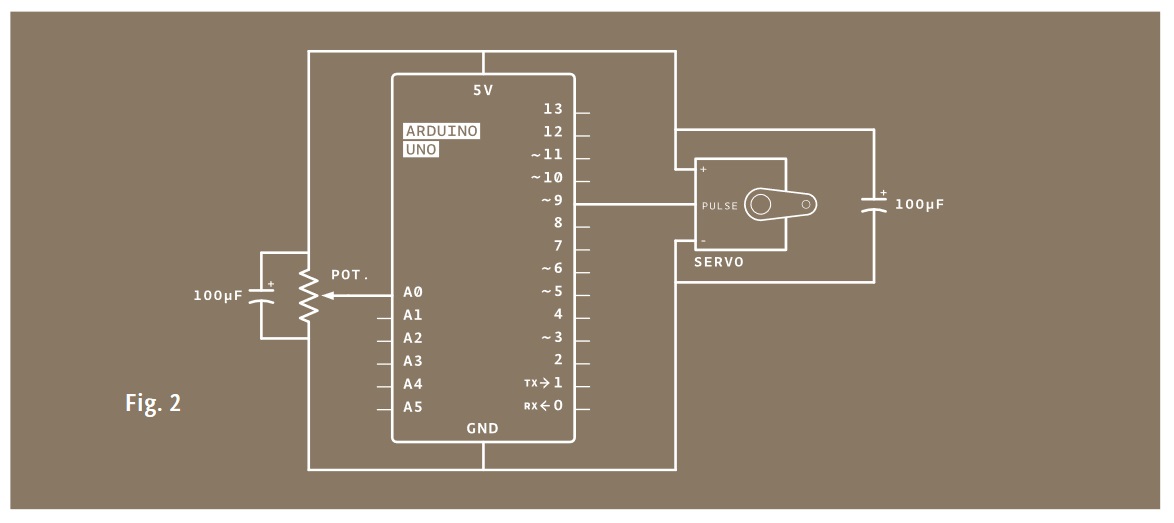 5V
ARDUINO
UNO
13
12
~11
~10
~9
8
7
~6
~5
4
~3
2
TX→1
RX←0
A0
A1
A2
A3
A4
A5
GND
POT.
+
100µF
+
PULSE
-
SERVO
+
100µF
Fig. 2